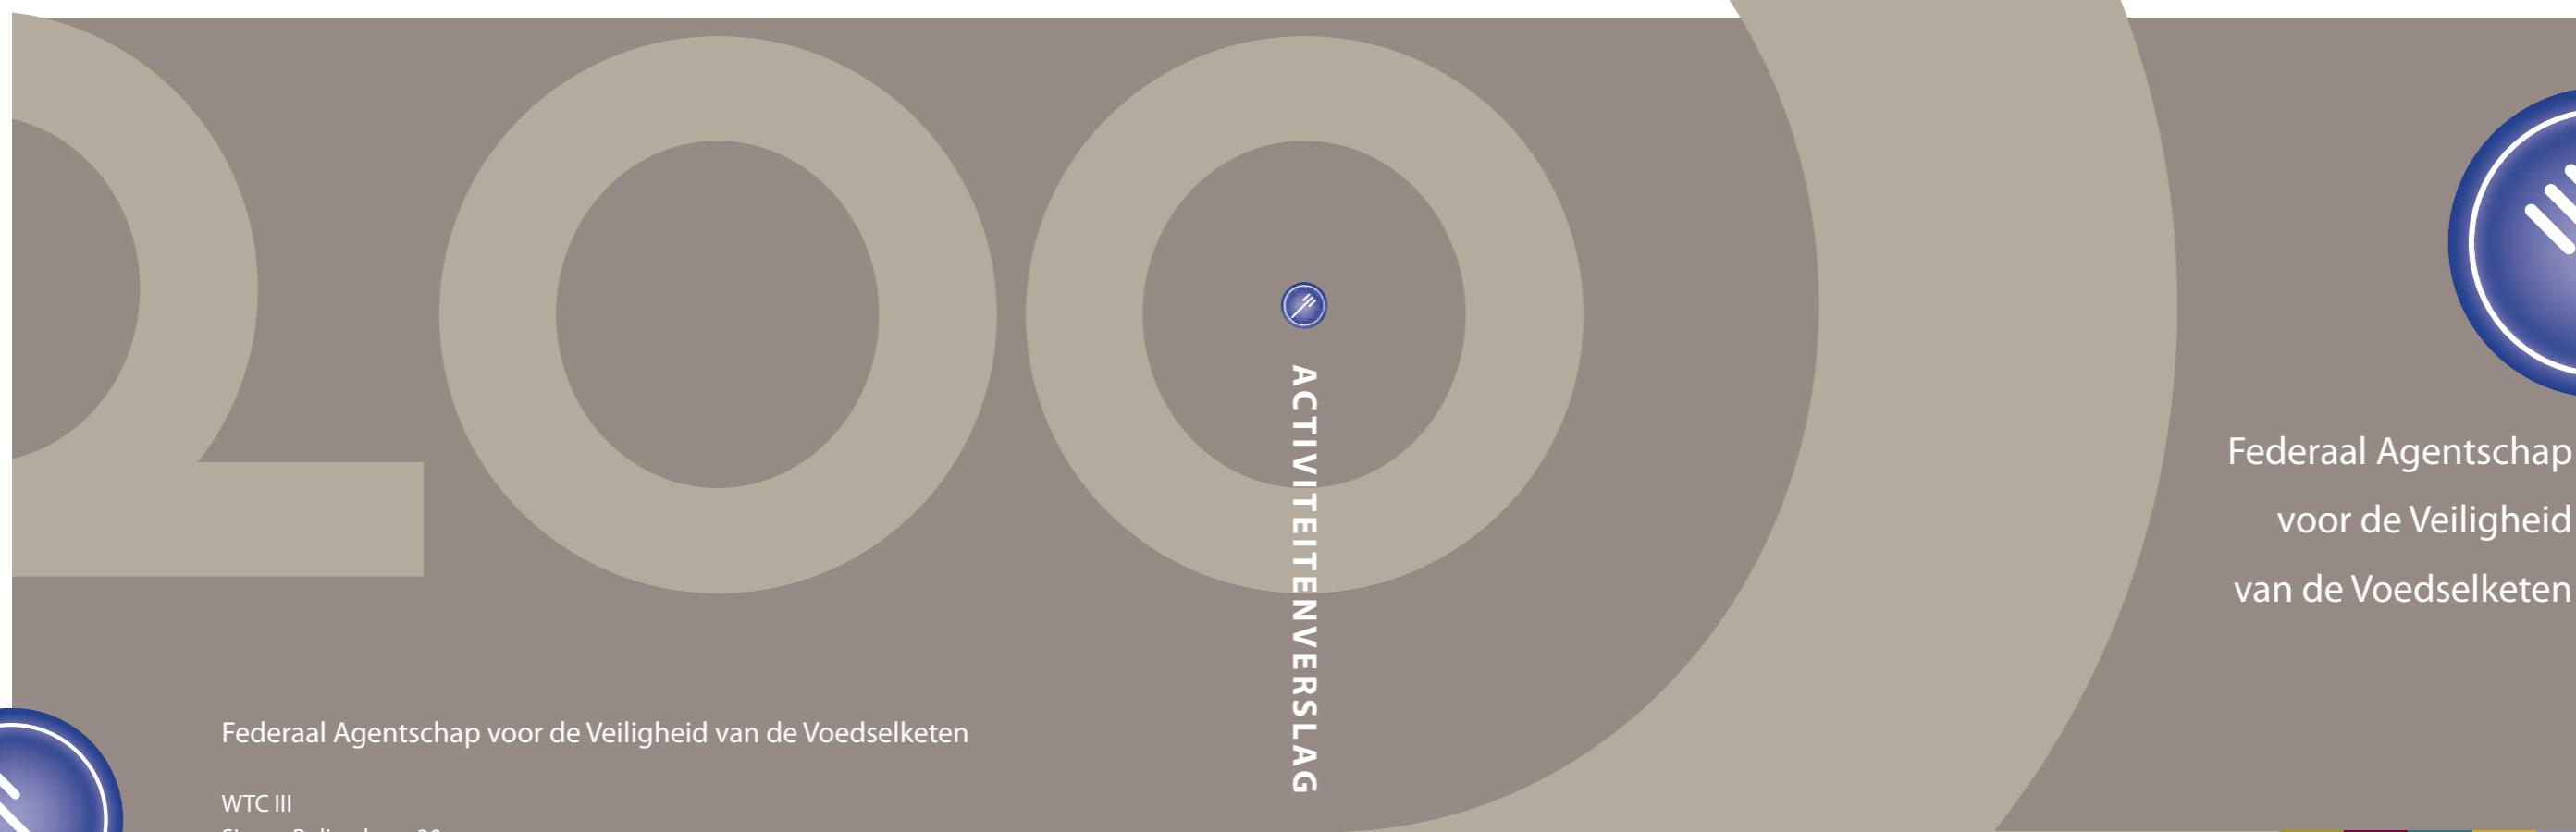 200
ACTIVITEITENVERSLAG
Federaal Agentschap
voor de Veiligheid
van de Voedselketen
Federaal Agentschap voor de Veiligheid van de Voedselketen
WTC III